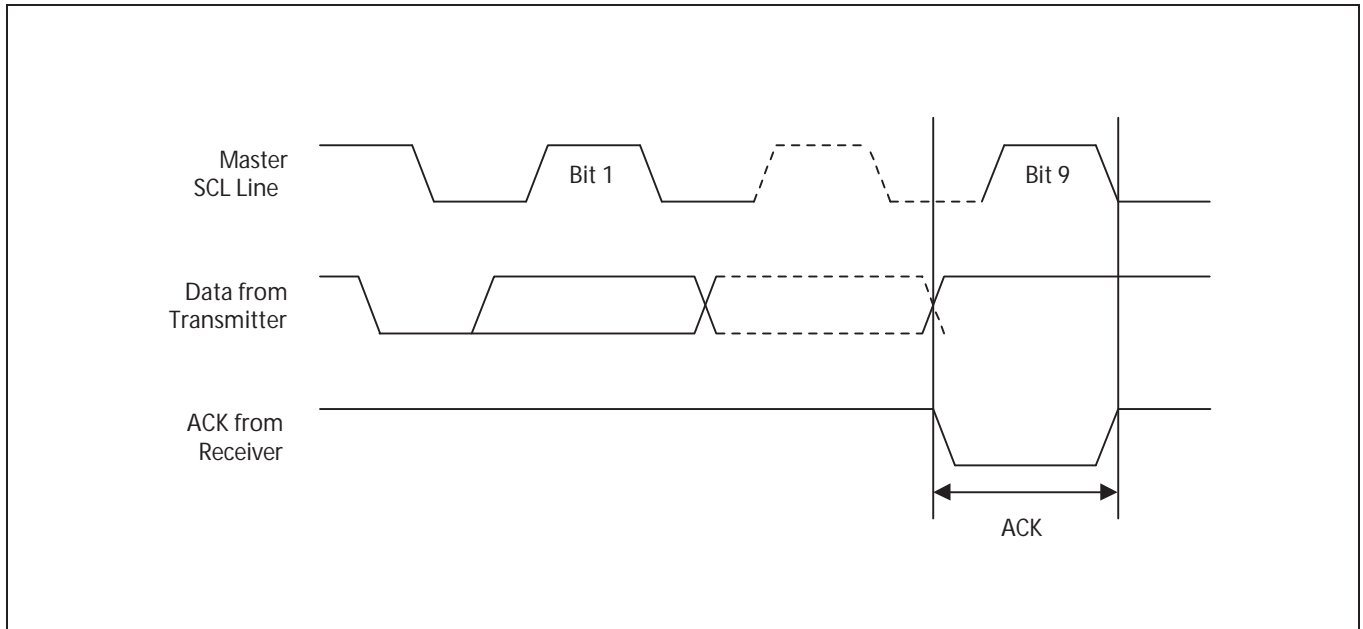 Master
SCL Line
Bit 1
Bit 9
Data from
Transmitter
ACK from
Receiver
ACK